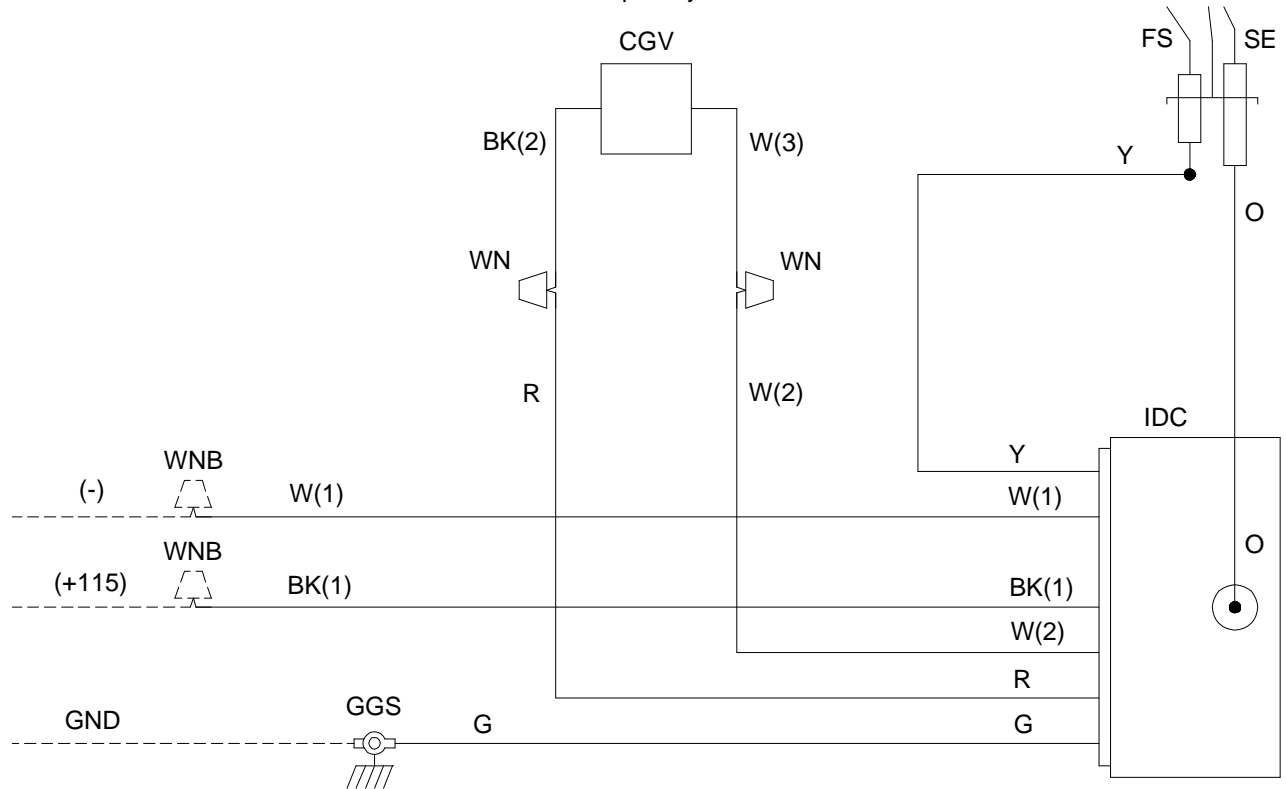 CGV
FS
SE
BK(2)
W(3)
Y
O
WN
WN
R
W(2)
IDC
WNB
Y
(-)
W(1)
W(1)
WNB
O
(+115)
BK(1)
BK(1)
W(2)
R
GND
GGS
G
G